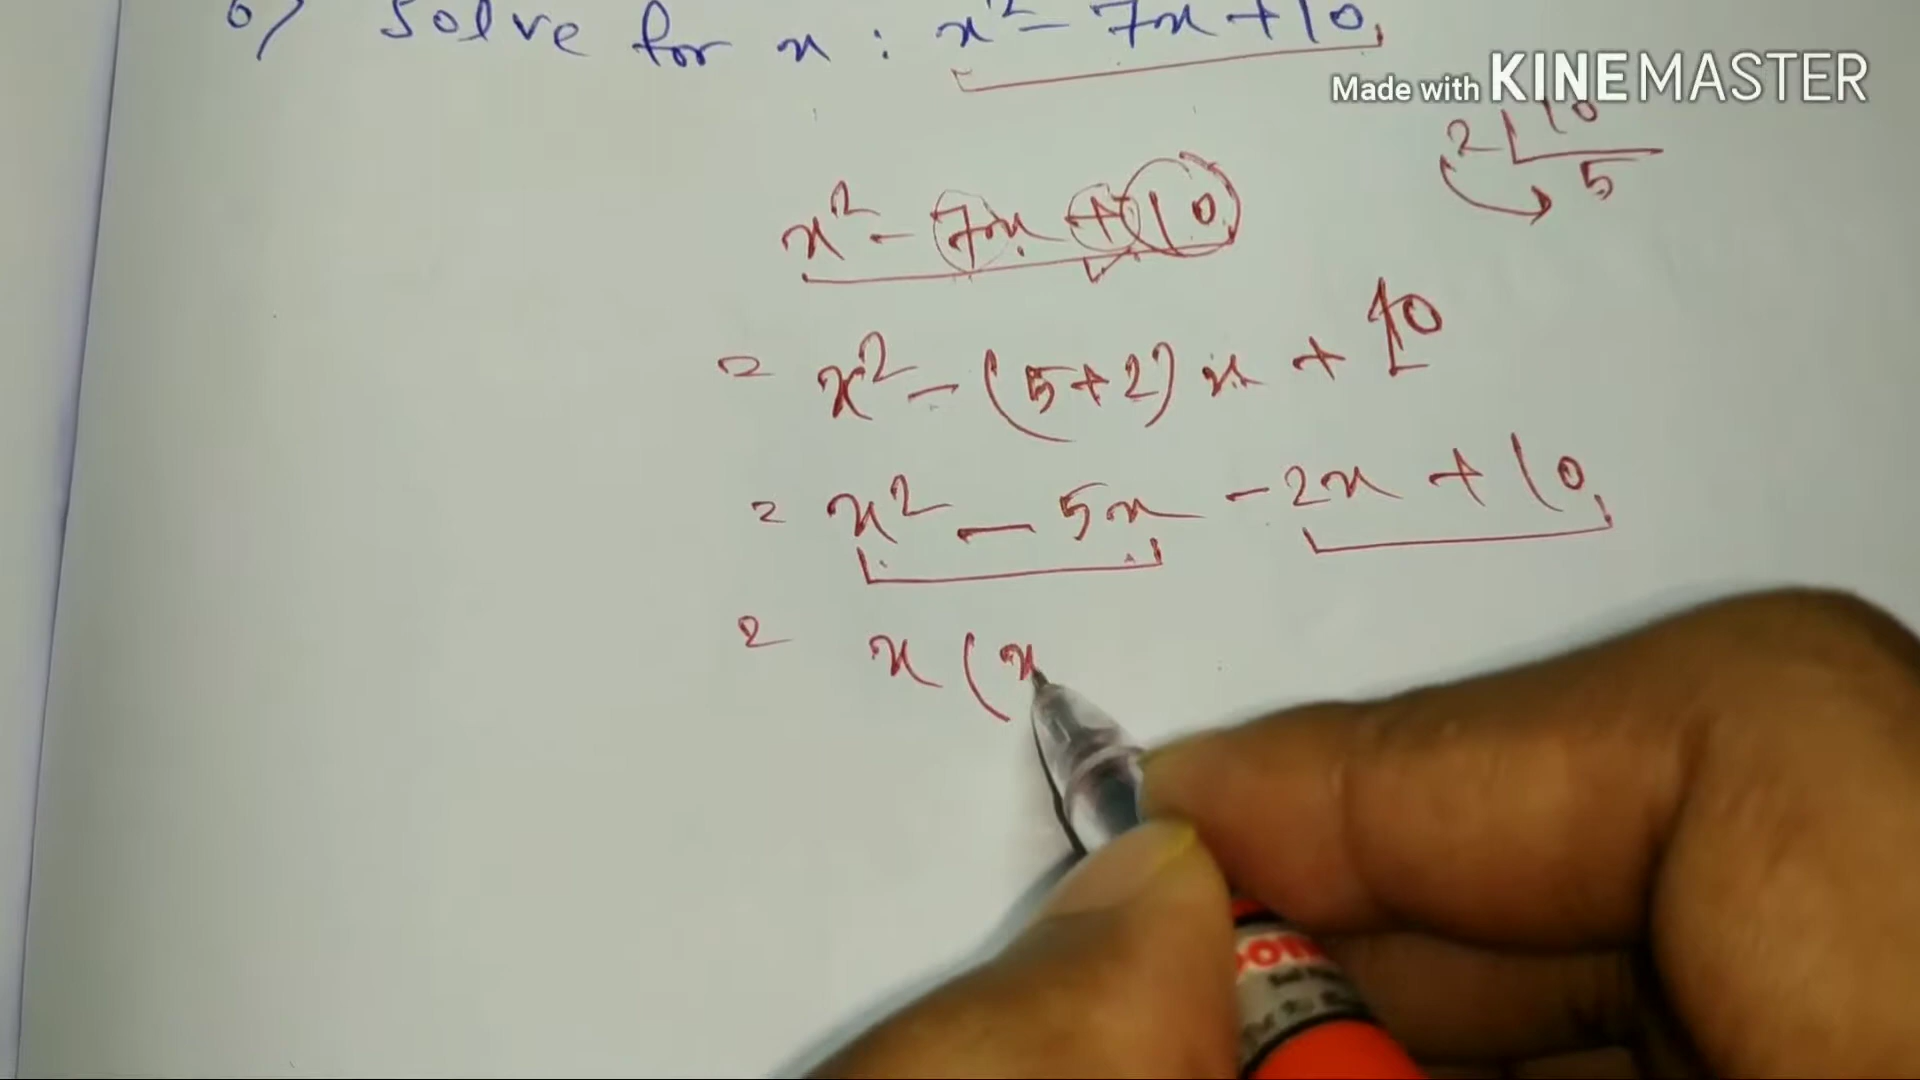 6) Solve for x : x² - 7x + 10
Made with KINEMASTER
2 | 10
5
x² - 7x + 10
= x² - (5+2) x + 10
= x² - 5x - 2x + 10
= x (x